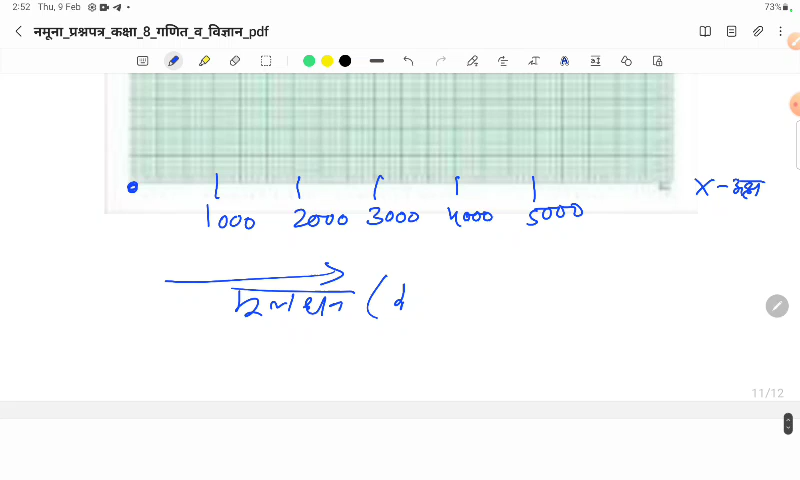 2:52 Thu, 9 Feb
73%
नमूना_प्रश्नपत्र_कक्षा_8_गणित_व_विज्ञान_pdf
X-अक्ष
1000 2000 3000 4000 5000
(
11/12